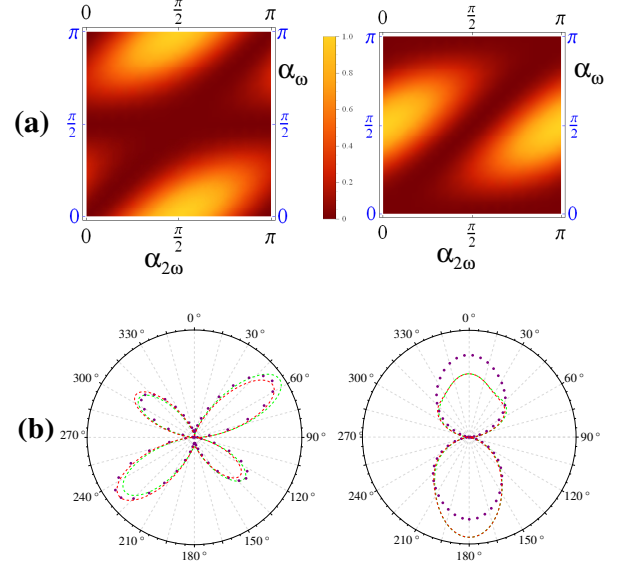 0 π/2 π
0 π/2 π
π π 1.0 π π
α_ω 0.8 α_ω
(a) π/2 π/2 0.6 π/2 π/2
0.4
0.2
0 0 0 0 0
0 π/2 π
0 π/2 π
α_2ω
α_2ω
0° 0°
330° 30° 330° 30°
300° 60° 300° 60°
(b) 270° 90° 270° 90°
240° 120° 240° 120°
210° 150° 210° 150°
180° 180°